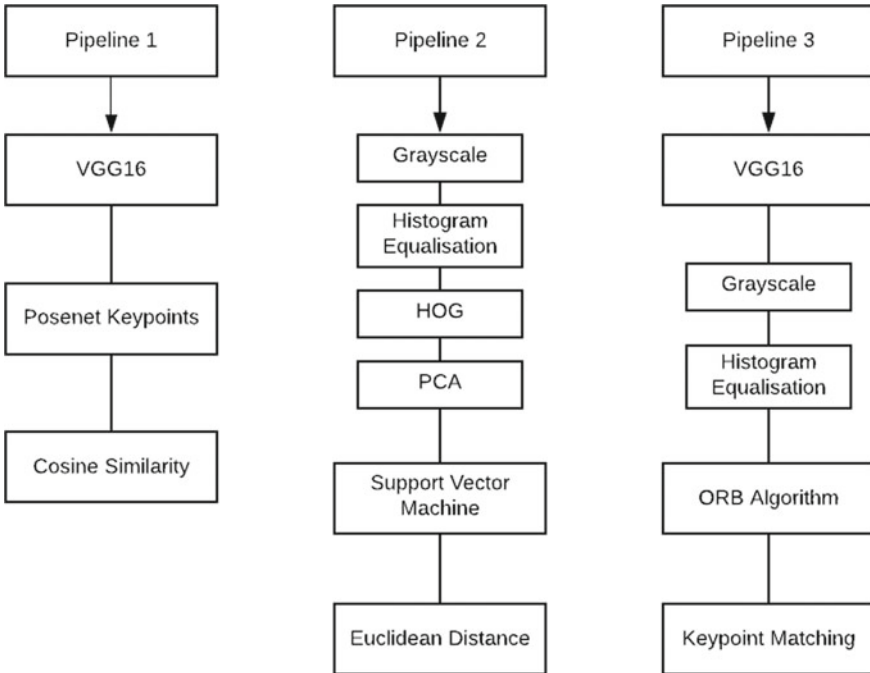 Pipeline 1
VGG16
Posenet Keypoints
Cosine Similarity
Pipeline 2
Grayscale
Histogram
Equalisation
HOG
PCA
Support Vector
Machine
Euclidean Distance
Pipeline 3
VGG16
Grayscale
Histogram
Equalisation
ORB Algorithm
Keypoint Matching